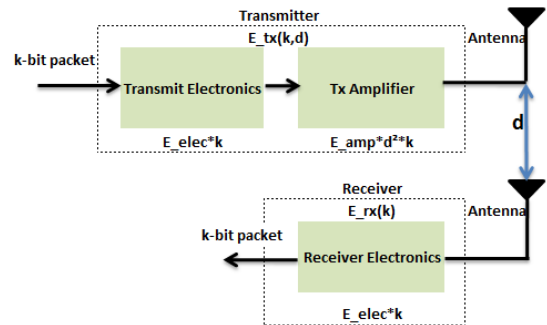 Transmitter
E_tx(k,d)
Antenna
k-bit packet
Transmit Electronics
Tx Amplifier
E_elec*k
E_amp*d²*k
d
Receiver
E_rx(k)
Antenna
k-bit packet
Receiver Electronics
E_elec*k